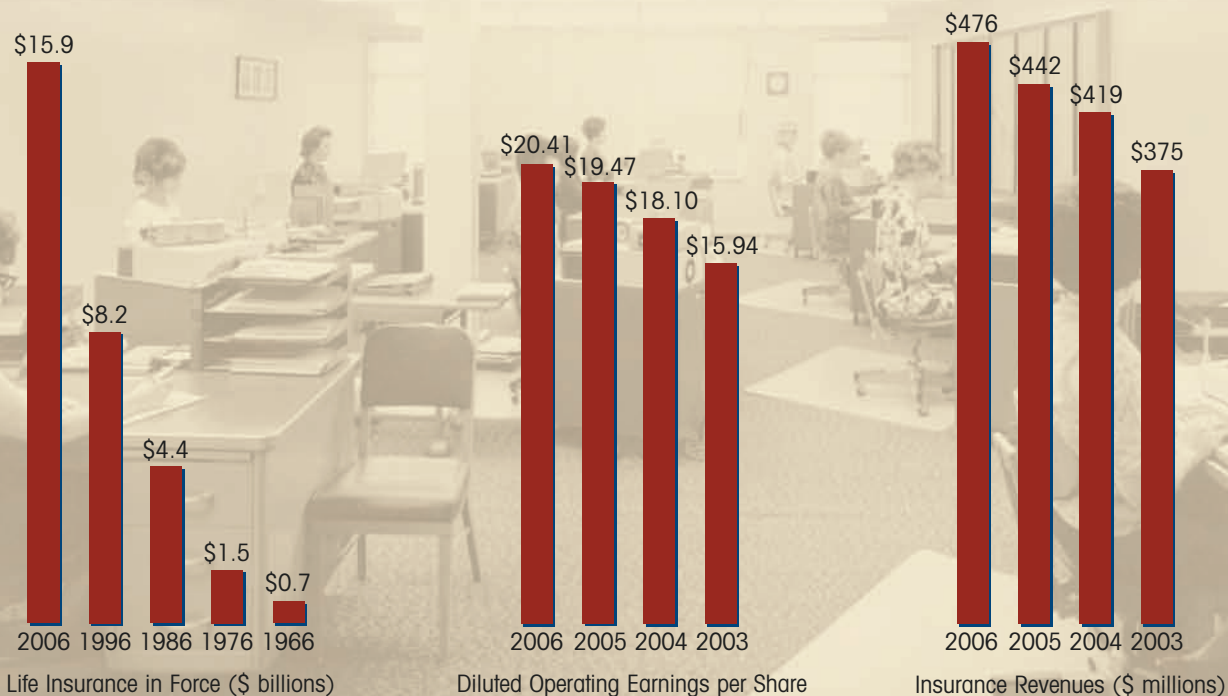 $15.9
$8.2
$4.4
$1.5
$0.7
2006 1996 1986 1976 1966
Life Insurance in Force ($ billions)
$20.41
$19.47
$18.10
$15.94
2006 2005 2004 2003
Diluted Operating Earnings per Share
$476
$442
$419
$375
2006 2005 2004 2003
Insurance Revenues ($ millions)